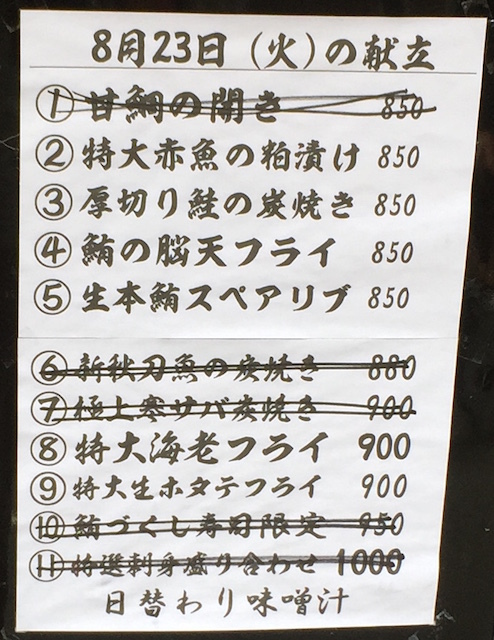 8月23日(火)の献立
① 甘鯛の開き 850
② 特大赤魚の粕漬け 850
③ 厚切り鮭の炭焼き 850
④ 鮪の脳天フライ 850
⑤ 生本鮪スペアリブ 850
⑥ 新秋刀魚の炭焼き 880
⑦ 極上寒サバ炭焼き 900
⑧ 特大海老フライ 900
⑨ 特大生ホタテフライ 900
⑩ 鮪づくし寿司限定 950
⑪ 特選刺身盛り合わせ 1000
日替わり味噌汁